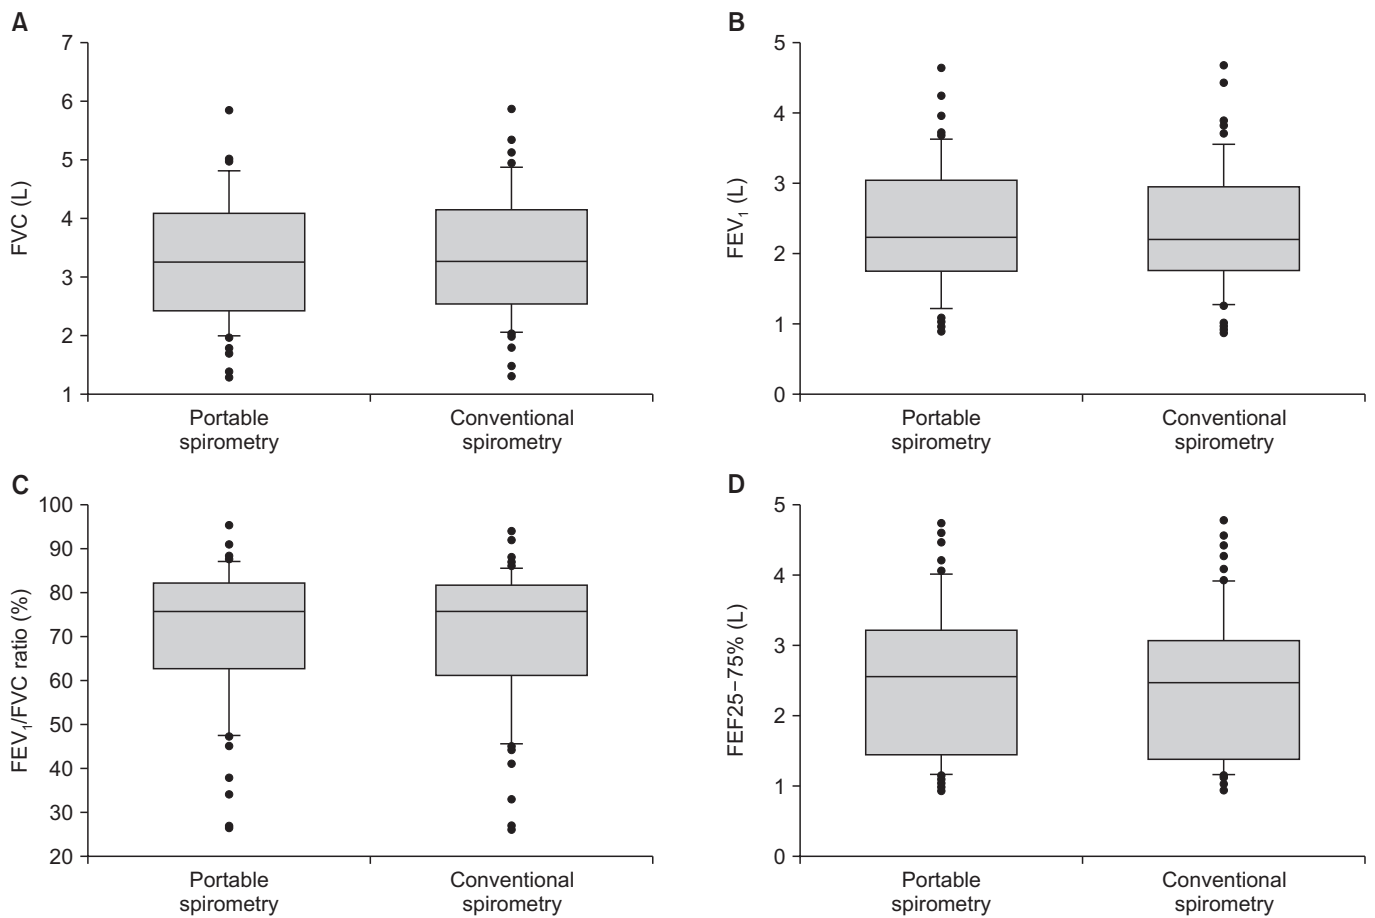 A
7
6
5
4
3
2
1
FVC (L)
Portable
spirometry
Conventional
spirometry
B
5
4
3
2
1
0
FEV₁ (L)
Portable
spirometry
Conventional
spirometry
C
100
90
80
70
60
50
40
30
20
FEV₁/FVC ratio (%)
Portable
spirometry
Conventional
spirometry
D
5
4
3
2
1
0
FEF25–75% (L)
Portable
spirometry
Conventional
spirometry